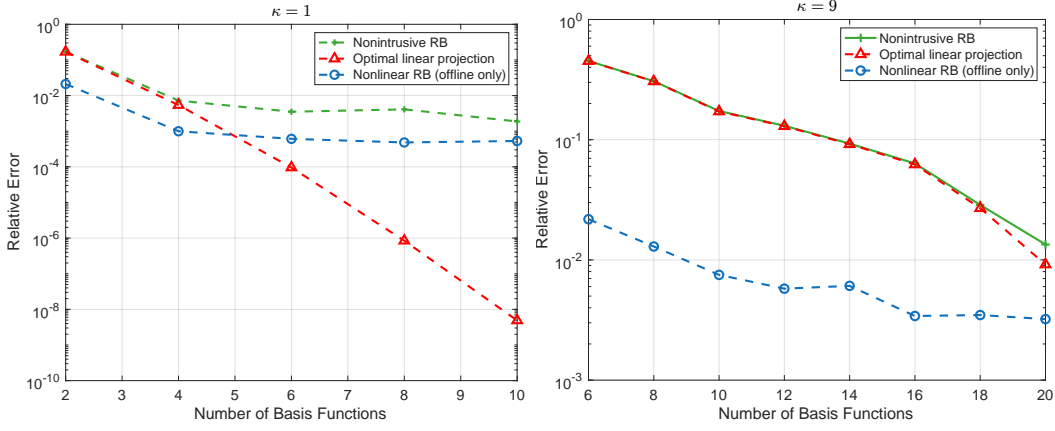 κ = 1
Relative Error
10^0
10^-2
10^-4
10^-6
10^-8
10^-10
Nonintrusive RB
Optimal linear projection
Nonlinear RB (offline only)
2 3 4 5 6 7 8 9 10
Number of Basis Functions
κ = 9
Relative Error
10^0
10^-1
10^-2
10^-3
Nonintrusive RB
Optimal linear projection
Nonlinear RB (offline only)
6 8 10 12 14 16 18 20
Number of Basis Functions